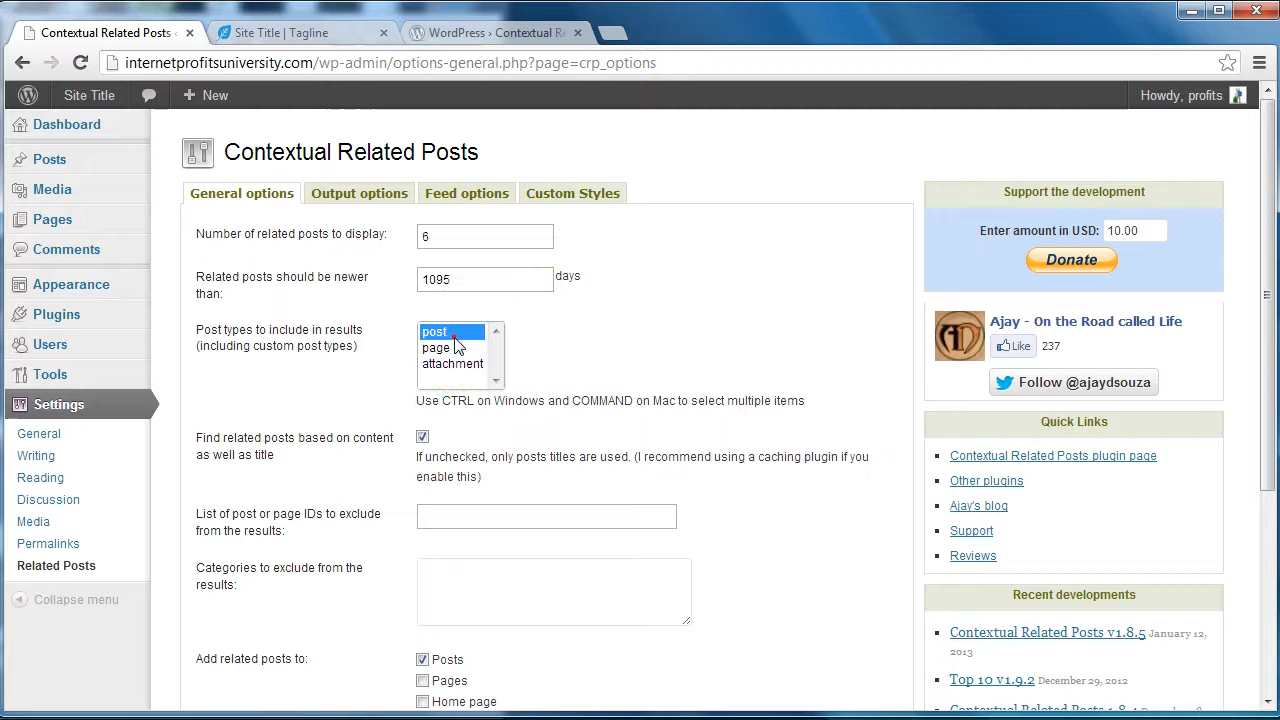 Contextual Related Posts
Site Title | Tagline
WordPress › Contextual R
internetprofitsuniversity.com/wp-admin/options-general.php?page=crp_options
Site Title
New
Howdy, profits
Dashboard
Posts
Media
Pages
Comments
Appearance
Plugins
Users
Tools
Settings
General
Writing
Reading
Discussion
Media
Permalinks
Related Posts
Collapse menu
Contextual Related Posts
General options
Output options
Feed options
Custom Styles
Number of related posts to display:
6
Related posts should be newer
than:
1095
days
Post types to include in results
(including custom post types)
post
page
attachment
Use CTRL on Windows and COMMAND on Mac to select multiple items
Find related posts based on content
as well as title
If unchecked, only posts titles are used. (I recommend using a caching plugin if you
enable this)
List of post or page IDs to exclude
from the results:
Categories to exclude from the
results:
Add related posts to:
Posts
Pages
Home page
Support the development
Enter amount in USD:
10.00
Donate
Ajay - On the Road called Life
Like
237
Follow @ajaydsouza
Quick Links
Contextual Related Posts plugin page
Other plugins
Ajay's blog
Support
Reviews
Recent developments
Contextual Related Posts v1.8.5 January 12,
2013
Top 10 v1.9.2 December 29, 2012